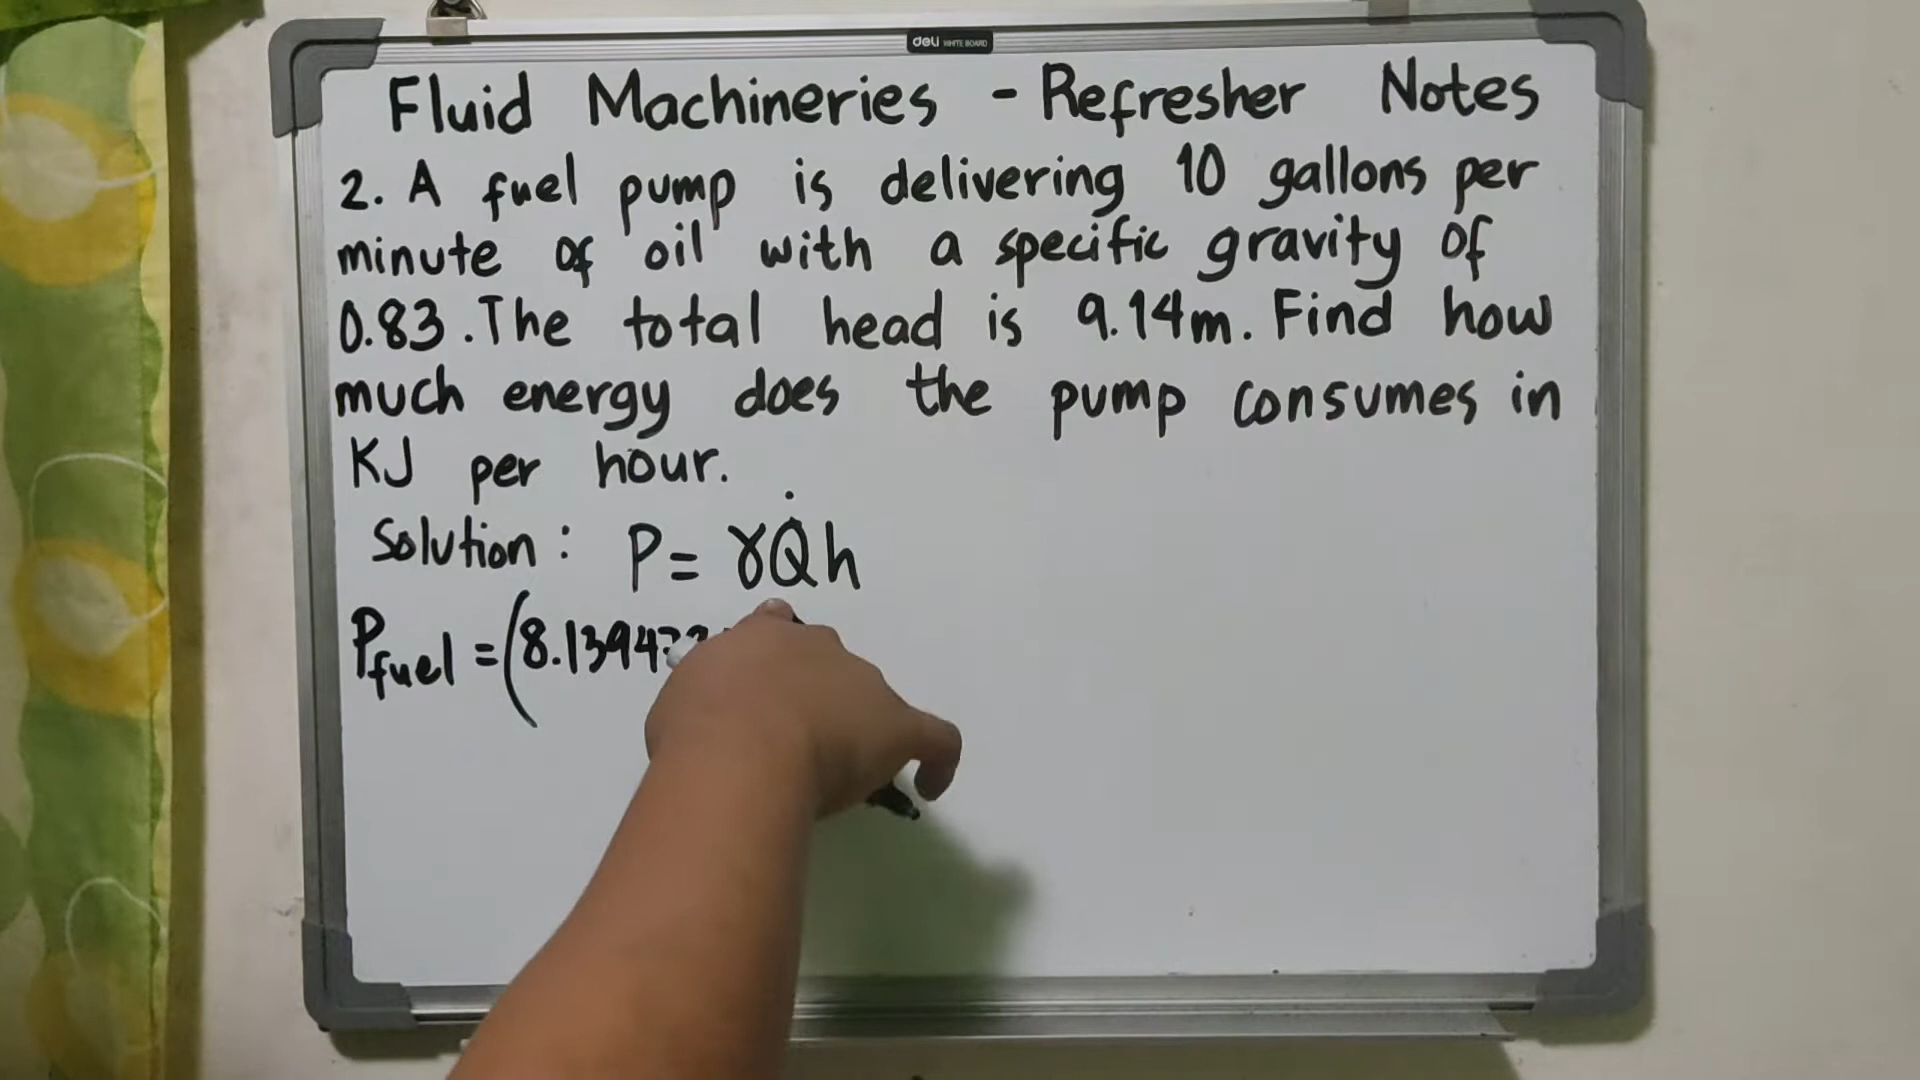 deli WHITE BOARD
Fluid Machineries - Refresher Notes
2. A fuel pump is delivering 10 gallons per
minute of oil with a specific gravity of
0.83. The total head is 9.14m. Find how
much energy does the pump consumes in
KJ per hour.
Solution: P = γQ̇h
Pfuel = (8.1394